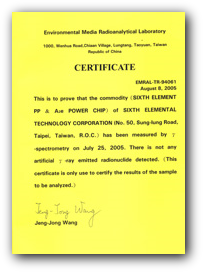 Environmental Media Radioanalytical Laboratory
1000, Wenhua Road, Chiaan Village, Lungtang, Taoyuan, Taiwan
Republic of China
CERTIFICATE
EMRAL-TR-94061
August 8, 2005
This is to prove that the commodity (SIXTH ELEMENT
PP & POWER CHIP) of SIXTH ELEMENTAL
TECHNOLOGY CORPORATION (No. 50, Sung-lung Road,
Taipei, Taiwan, R.O.C.) has been measured by γ
-spectrometry on July 25, 2005. There is not any
artificial γ-ray emitted radionuclide detected. (This
certificate is only use to certify the results of the sample
to be analyzed.)
Jeng-Jong Wang
Jeng-Jong Wang